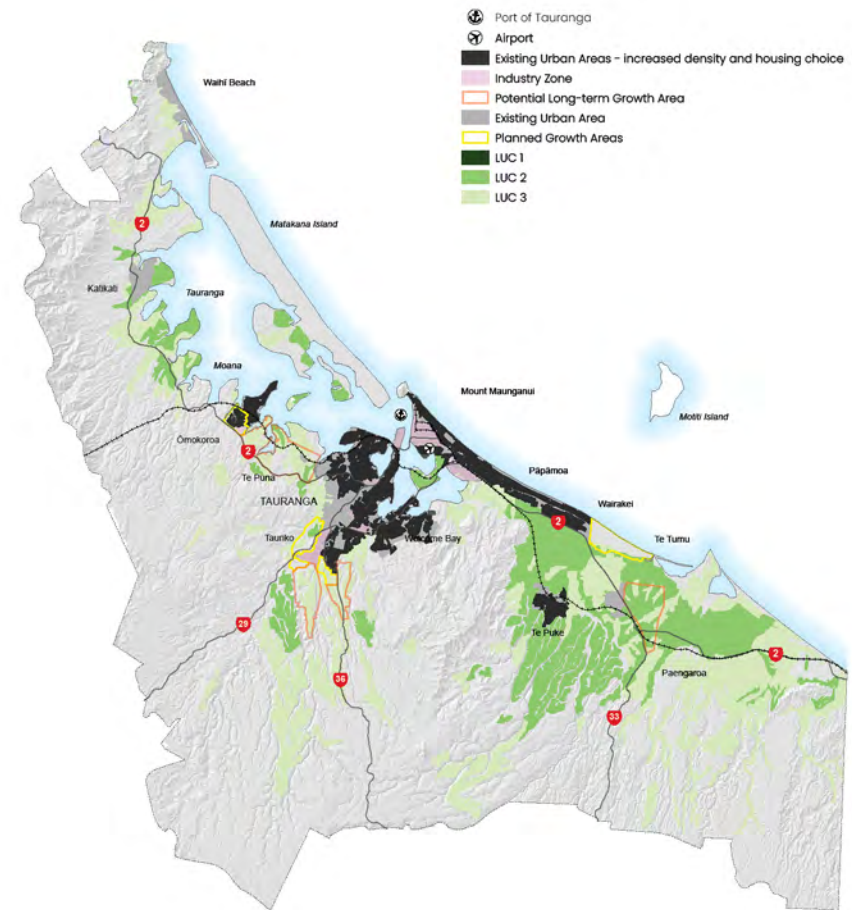 Port of Tauranga
Airport
Existing Urban Areas - increased density and housing choice
Industry Zone
Potential Long-term Growth Area
Existing Urban Area
Planned Growth Areas
LUC 1
LUC 2
LUC 3
Waihī Beach
2
Matakana Island
Katikati
Tauranga
Moana
Mount Maunganui
Motiti Island
Ōmokoroa
2
Te Puna
Pāpāmoa
TAURANGA
Wairakei
2
Tauriko
Welcome Bay
Te Tumu
29
Te Puke
2
36
Paengaroa
33